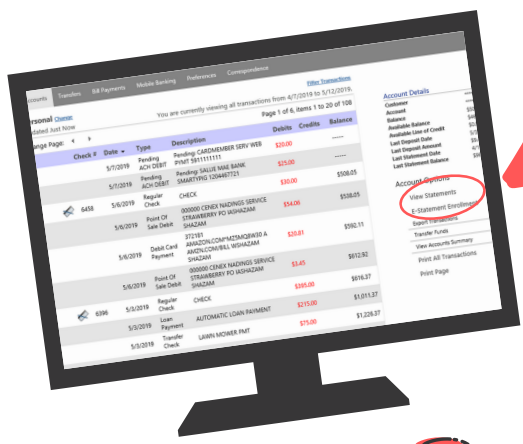 Transfers Bill Payments Mobile Banking Preferences Correspondence
Change
Updated Just Now
You are currently viewing all transactions from 4/7/2019 to 5/12/2019.
Filter Transactions
Page:
Page 1 of 6, items 1 to 20 of 108
Check # Date Type Description Debits Credits Balance
5/7/2019 Pending ACH DEBIT Pending: CARDMEMBER SERV WEB PYMT $20.00 -----
5/7/2019 Pending ACH DEBIT Pending: SALLIE MAE BANK SMARTYPIG 1204467721 $25.00 -----
6458 5/6/2019 Regular Check CHECK $30.00 $508.05
5/6/2019 Point Of Sale Debit 000000 CENEX NADINGS SERVICE STRAWBERRY PO IASHAZAM SHAZAM $54.06 $538.05
5/6/2019 Debit Card Payment 372181 AMAZON.COM/BILL WSHAZAM SHAZAM $20.81 $592.11
5/6/2019 Point Of Sale Debit 000000 CENEX NADINGS SERVICE STRAWBERRY PO IASHAZAM SHAZAM $3.45 $612.92
6396 5/3/2019 Regular Check CHECK $395.00 $616.37
5/3/2019 Loan Payment AUTOMATIC LOAN PAYMENT $215.00 $1,011.37
5/3/2019 Transfer Check LAWN MOWER PMT $75.00 $1,226.37
Account Details
Customer
Account
Balance
Available Balance
Available Line of Credit
Last Deposit Date
Last Deposit Amount
Last Statement Date
Last Statement Balance
Account Options
View Statements
E-Statement Enrollment
Export Transactions
Transfer Funds
View Accounts Summary
Print All Transactions
Print Page